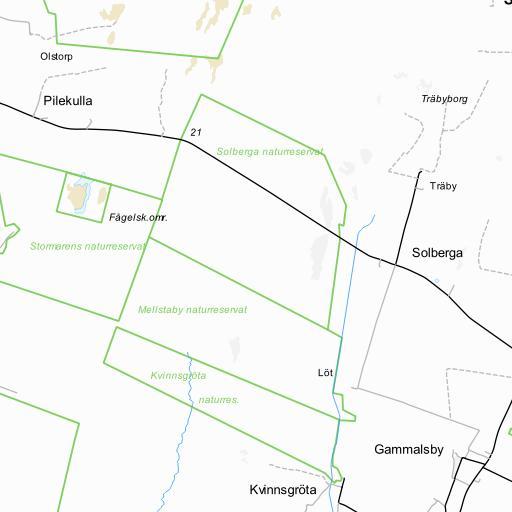 S
Olstorp
Pilekulla
Träbyborg
21
Solberga naturreservat
Träby
Fågelsk.omr.
Stormarens naturreservat
Solberga
Mellstaby naturreservat
Löt
Kvinnsgröta
naturres.
Gammalsby
Kvinnsgröta